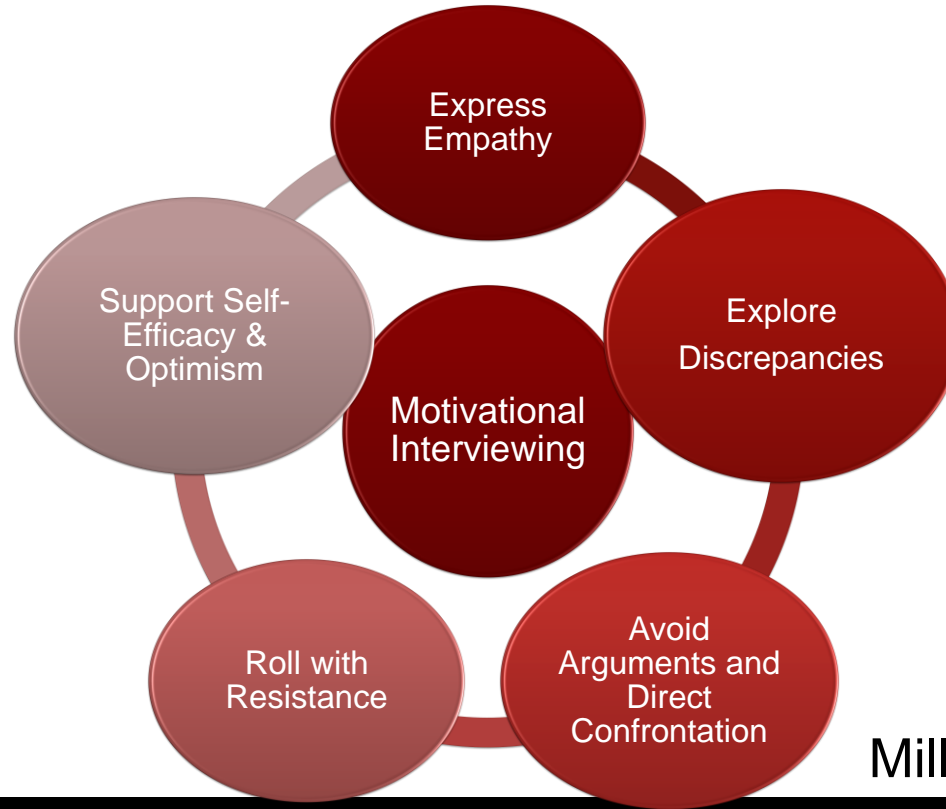 Express
Empathy
Explore
Discrepancies
Avoid
Arguments and
Direct
Confrontation
Roll with
Resistance
Support Self-
Efficacy &
Optimism
Motivational
Interviewing
Mill